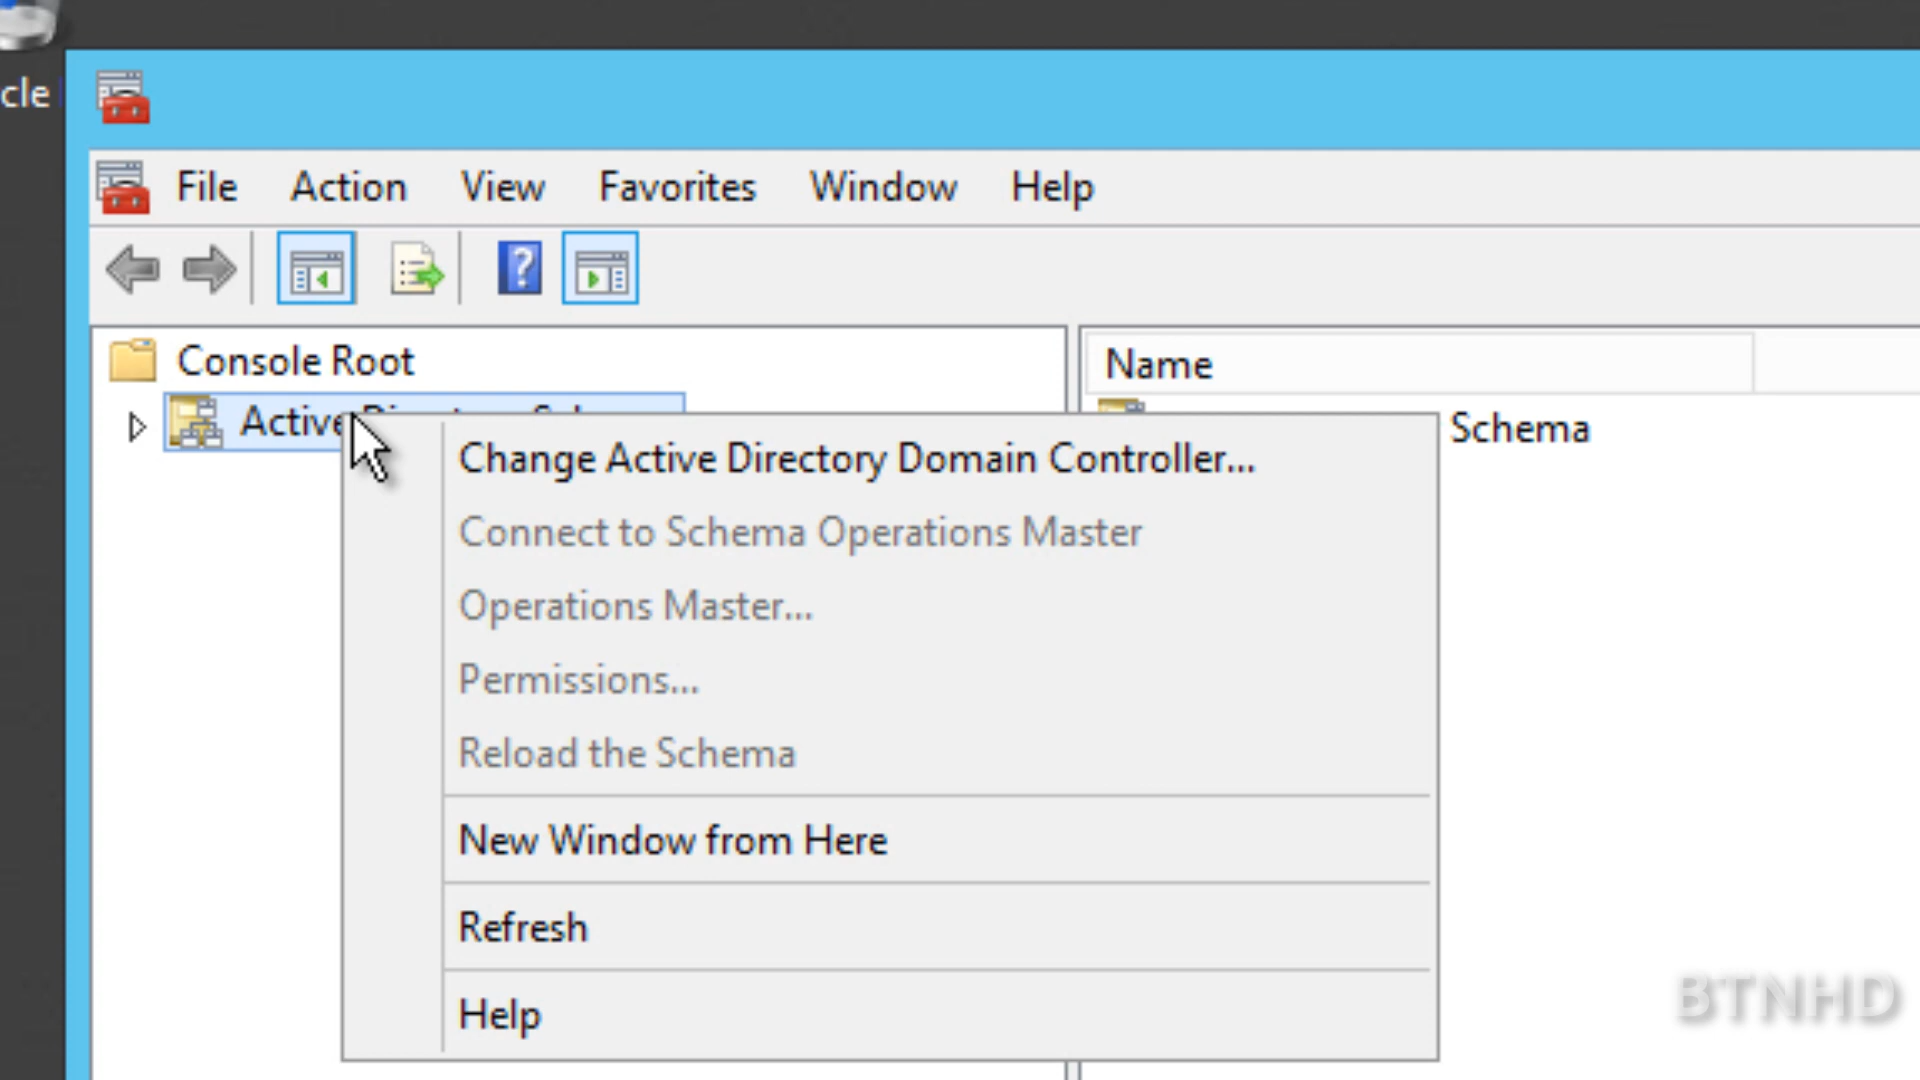 cle
File Action View Favorites Window Help
Console Root
Name
Active
Schema
Change Active Directory Domain Controller...
Connect to Schema Operations Master
Operations Master...
Permissions...
Reload the Schema
New Window from Here
Refresh
Help
BTNHD